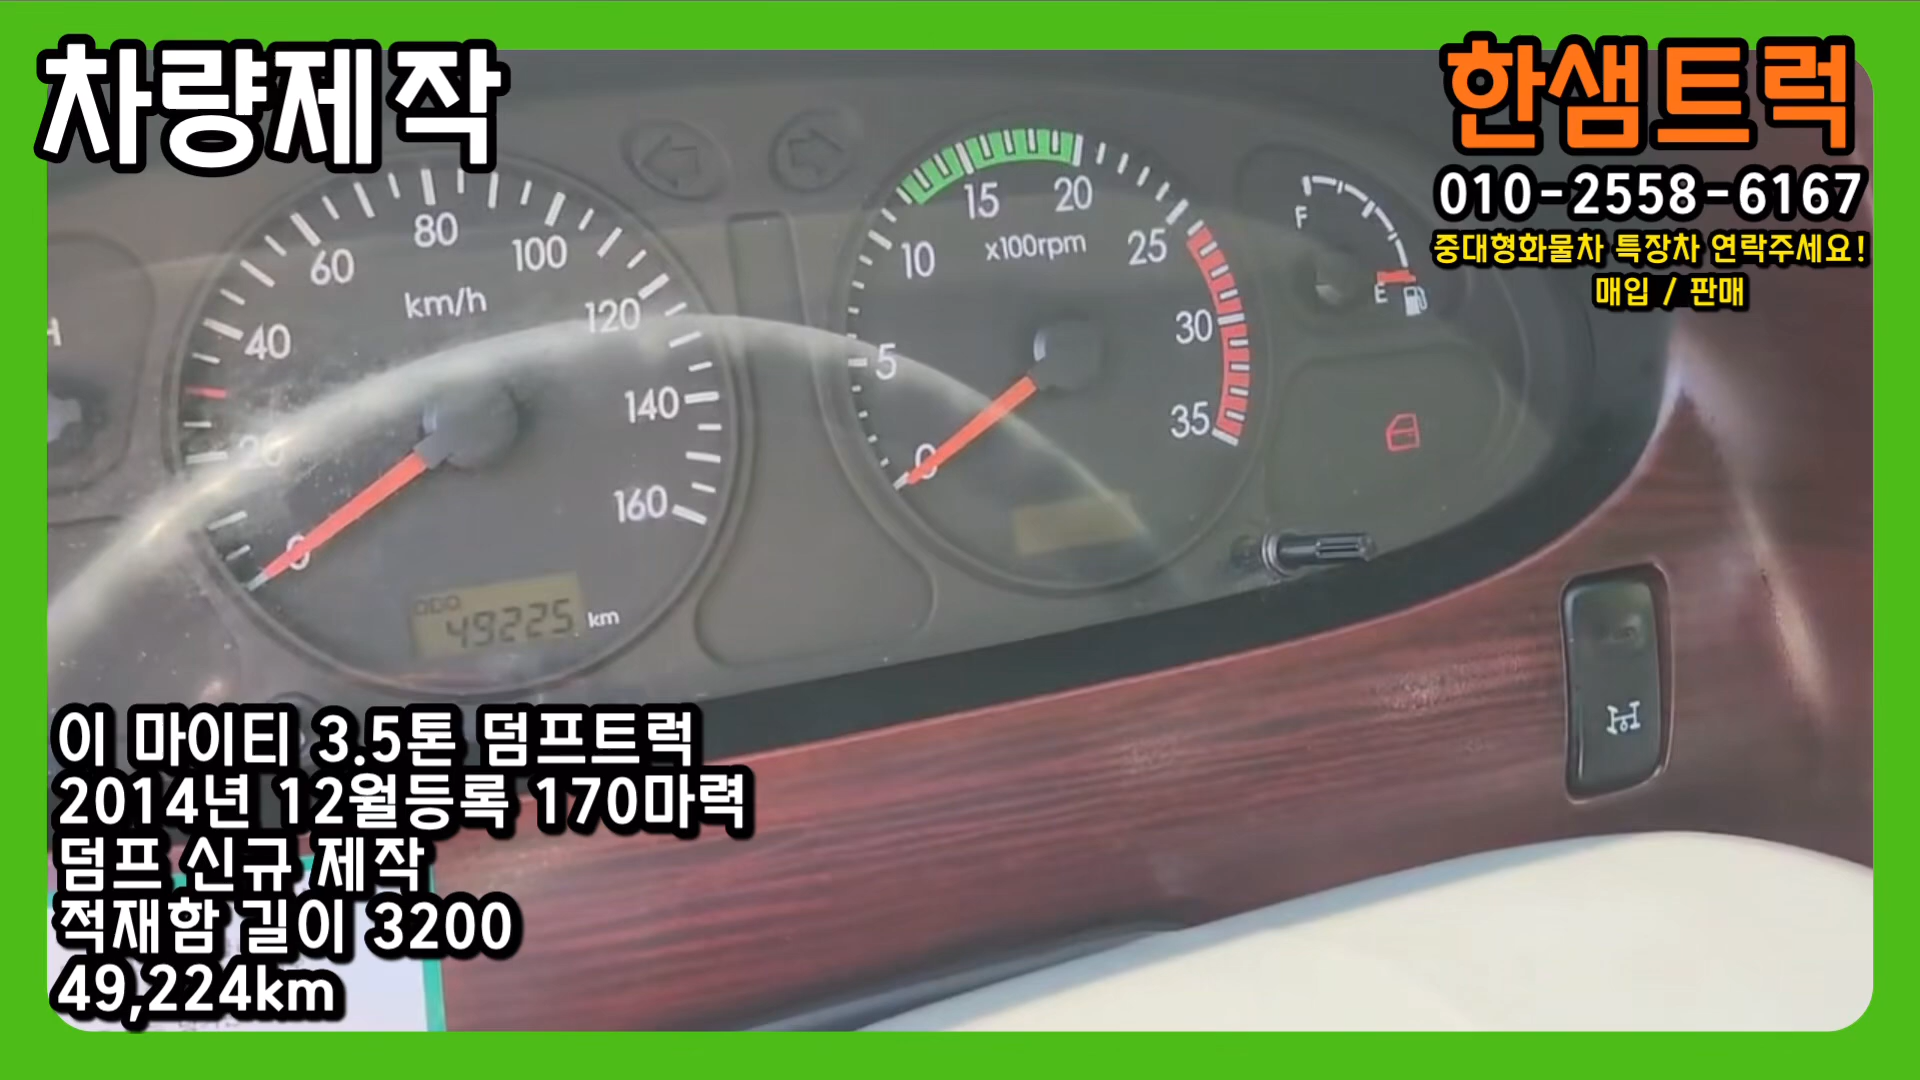 차량제작
한샘트럭
010-2558-6167
중대형화물차 특장차 연락주세요!
매입 / 판매
H
0
20
40
60
80
100
120
140
160
km/h
ODO
49225 km
0
5
10
15
20
25
30
35
x100rpm
F
E
이 마이티 3.5톤 덤프트럭
2014년 12월등록 170마력
덤프 신규 제작
적재함 길이 3200
49,224km